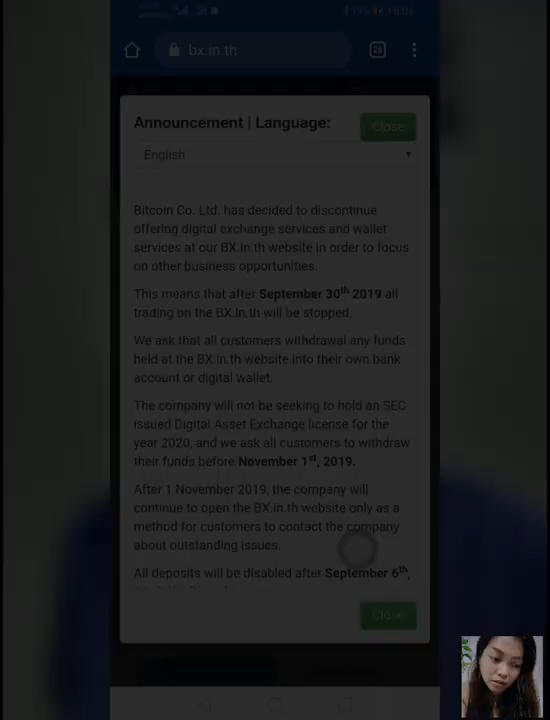 19%
bx.in.th
Announcement | Language:
Close
English
Bitcoin Co. Ltd. has decided to discontinue
offering digital exchange services and wallet
services at our BX.in.th website in order to focus
on other business opportunities.
This means that after September 30th 2019 all
trading on the BX.in.th will be stopped.
We ask that all customers withdrawal any funds
held at the BX.in.th website into their own bank
account or digital wallet.
The company will not be seeking to hold an SEC
issued Digital Asset Exchange license for the
year 2020, and we ask all customers to withdraw
their funds before November 1st, 2019.
After 1 November 2019, the company will
continue to open the BX.in.th website only as a
method for customers to contact the company
about outstanding issues.
All deposits will be disabled after September 6th,
Close